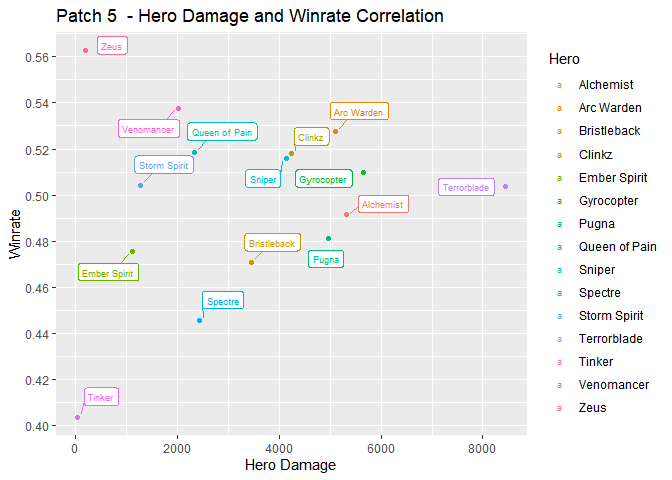 Patch 5  - Hero Damage and Winrate Correlation
Winrate
0.56
0.54
0.52
0.50
0.48
0.46
0.44
0.42
0.40
Zeus
Venomancer
Queen of Pain
Storm Spirit
Arc Warden
Clinkz
Sniper
Gyrocopter
Terrorblade
Alchemist
Bristleback
Pugna
Ember Spirit
Spectre
Tinker
0
2000
4000
6000
8000
Hero Damage
Hero
a Alchemist
a Arc Warden
a Bristleback
a Clinkz
a Ember Spirit
a Gyrocopter
a Pugna
a Queen of Pain
a Sniper
a Spectre
a Storm Spirit
a Terrorblade
a Tinker
a Venomancer
a Zeus